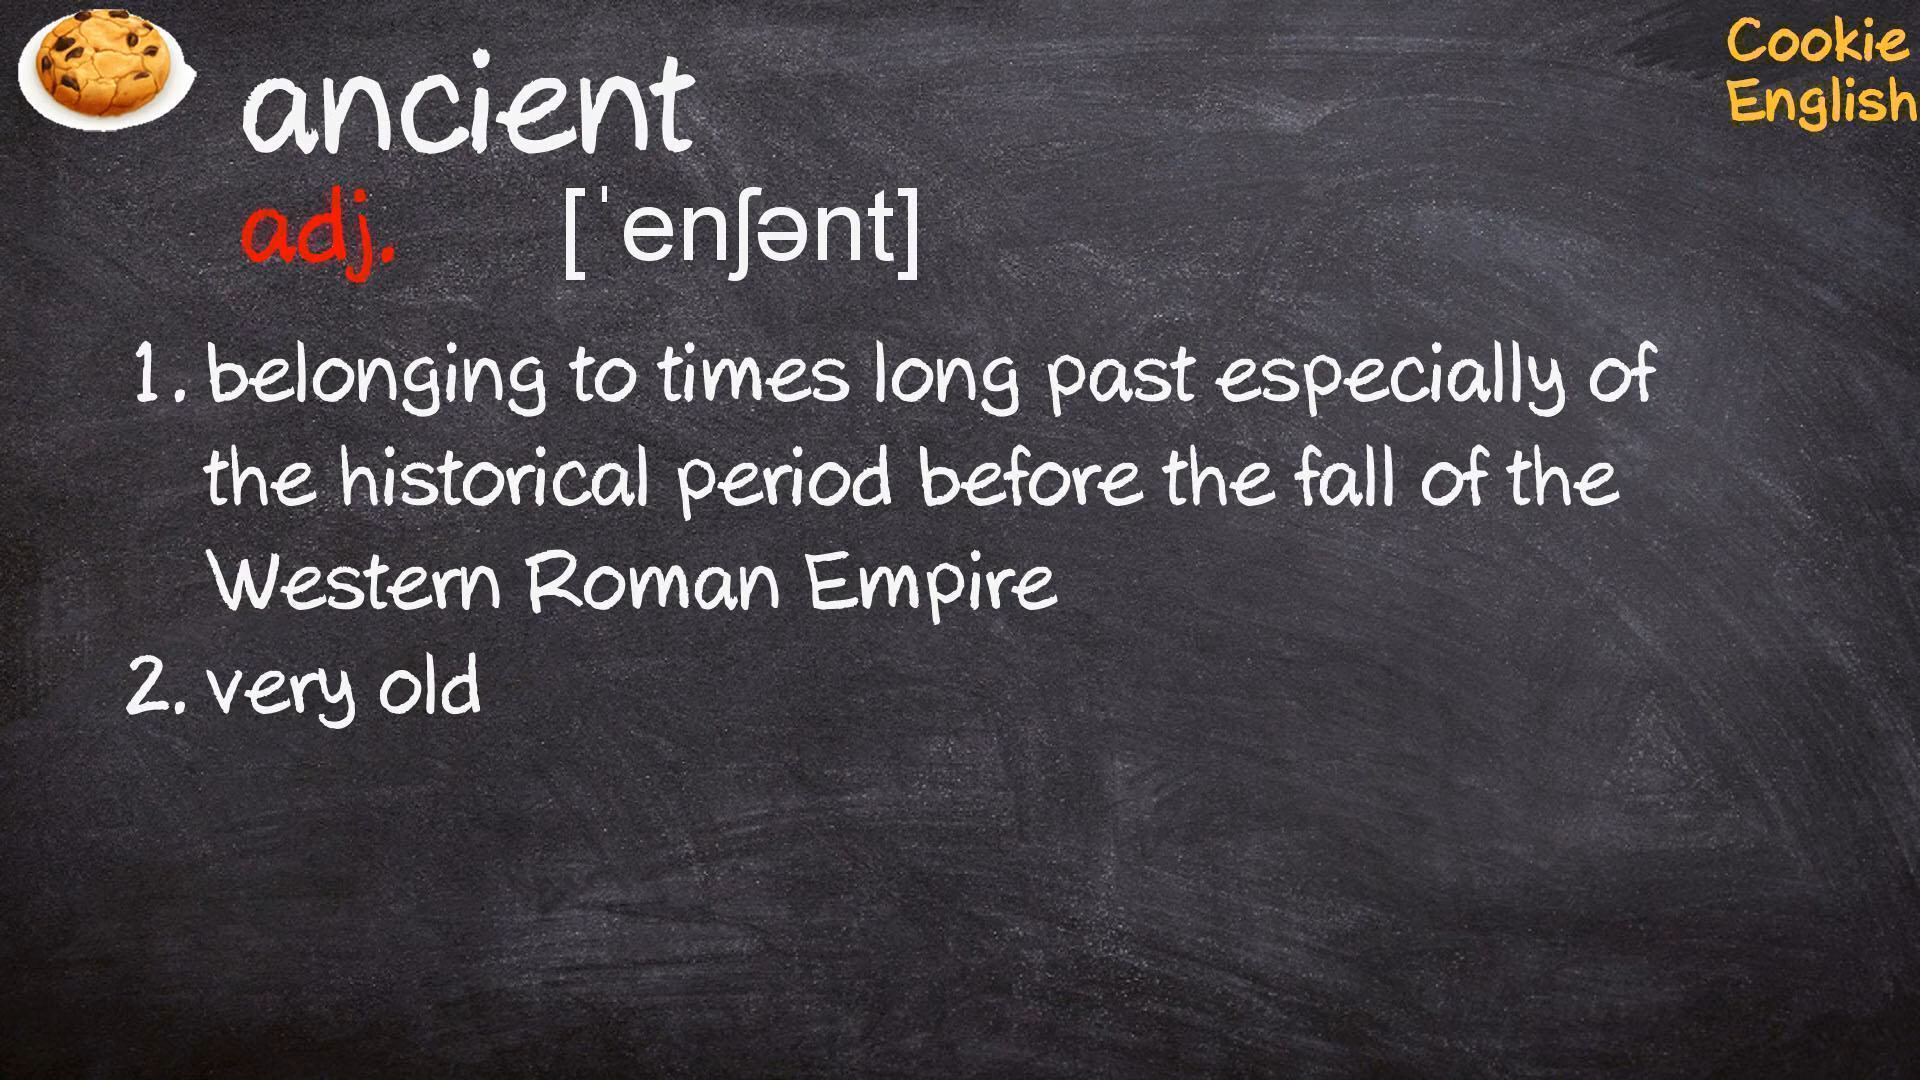 ancient
Cookie
English
adj. [ˈenʃənt]
1. belonging to times long past especially of
the historical period before the fall of the
Western Roman Empire
2. very old